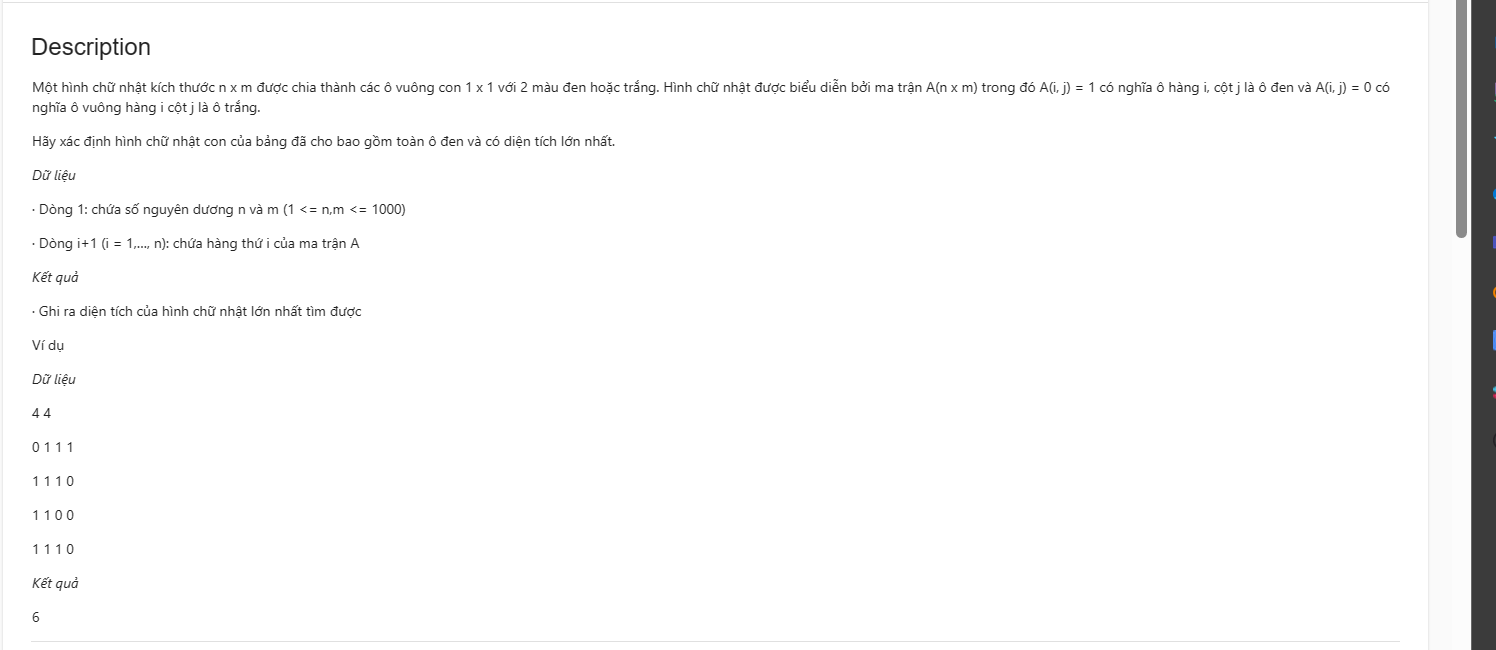 Description
Một hình chữ nhật kích thước n x m được chia thành các ô vuông con 1 x 1 với 2 màu đen hoặc trắng. Hình chữ nhật được biểu diễn bởi ma trận A(n x m) trong đó A(i, j) = 1 có nghĩa ô hàng i, cột j là ô đen và A(i, j) = 0 có
nghĩa ô vuông hàng i cột j là ô trắng.
Hãy xác định hình chữ nhật con của bảng đã cho bao gồm toàn ô đen và có diện tích lớn nhất.
Dữ liệu
· Dòng 1: chứa số nguyên dương n và m (1 <= n,m <= 1000)
· Dòng i+1 (i = 1,..., n): chứa hàng thứ i của ma trận A
Kết quả
· Ghi ra diện tích của hình chữ nhật lớn nhất tìm được
Ví dụ
Dữ liệu
4 4
0 1 1 1
1 1 1 0
1 1 0 0
1 1 1 0
Kết quả
6